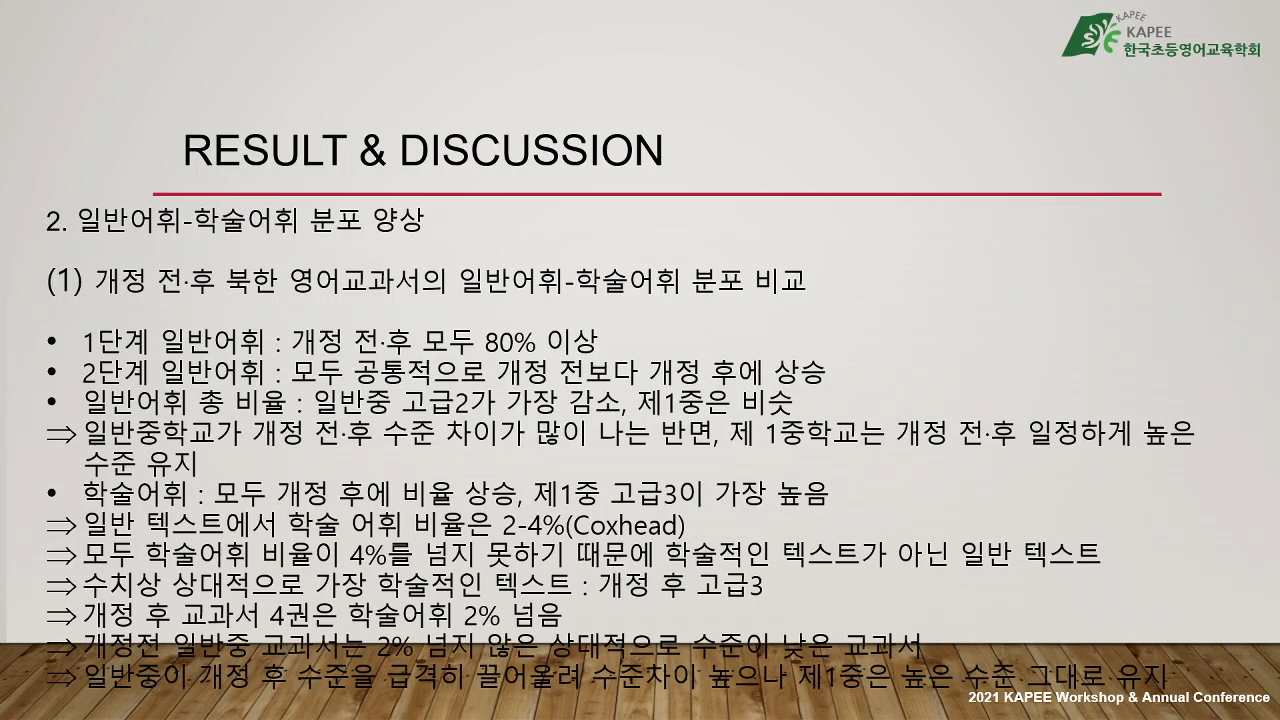 KAPEE
KAPEE
한국초등영어교육학회
RESULT & DISCUSSION
2. 일반어휘-학술어휘 분포 양상
(1) 개정 전·후 북한 영어교과서의 일반어휘-학술어휘 분포 비교
• 1단계 일반어휘 : 개정 전·후 모두 80% 이상
• 2단계 일반어휘 : 모두 공통적으로 개정 전보다 개정 후에 상승
• 일반어휘 총 비율 : 일반중 고급2가 가장 감소, 제1중은 비슷
⇒ 일반중학교가 개정 전·후 수준 차이가 많이 나는 반면, 제 1중학교는 개정 전·후 일정하게 높은
수준 유지
• 학술어휘 : 모두 개정 후에 비율 상승, 제1중 고급3이 가장 높음
⇒ 일반 텍스트에서 학술 어휘 비율은 2-4%(Coxhead)
⇒ 모두 학술어휘 비율이 4%를 넘지 못하기 때문에 학술적인 텍스트가 아닌 일반 텍스트
⇒ 수치상 상대적으로 가장 학술적인 텍스트 : 개정 후 고급3
⇒ 개정 후 교과서 4권은 학술어휘 2% 넘음
⇒ 개정전 일반중 교과서는 2% 넘지 않은 상대적으로 수준이 낮은 교과서
⇒ 일반중이 개정 후 수준을 급격히 끌어올려 수준차이 높으나 제1중은 높은 수준 그대로 유지
2021 KAPEE Workshop & Annual Conference